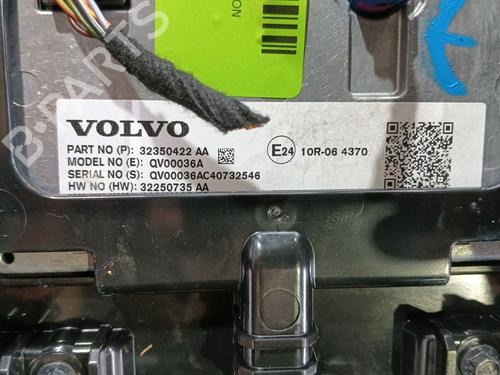 B-PARTS
VOLVO
PART NO (P): 32350422 AA
MODEL NO (E): QV00036A
SERIAL NO (S): QV00036AC40732546
HW NO (HW): 32250735 AA
E24 10R-06 4370